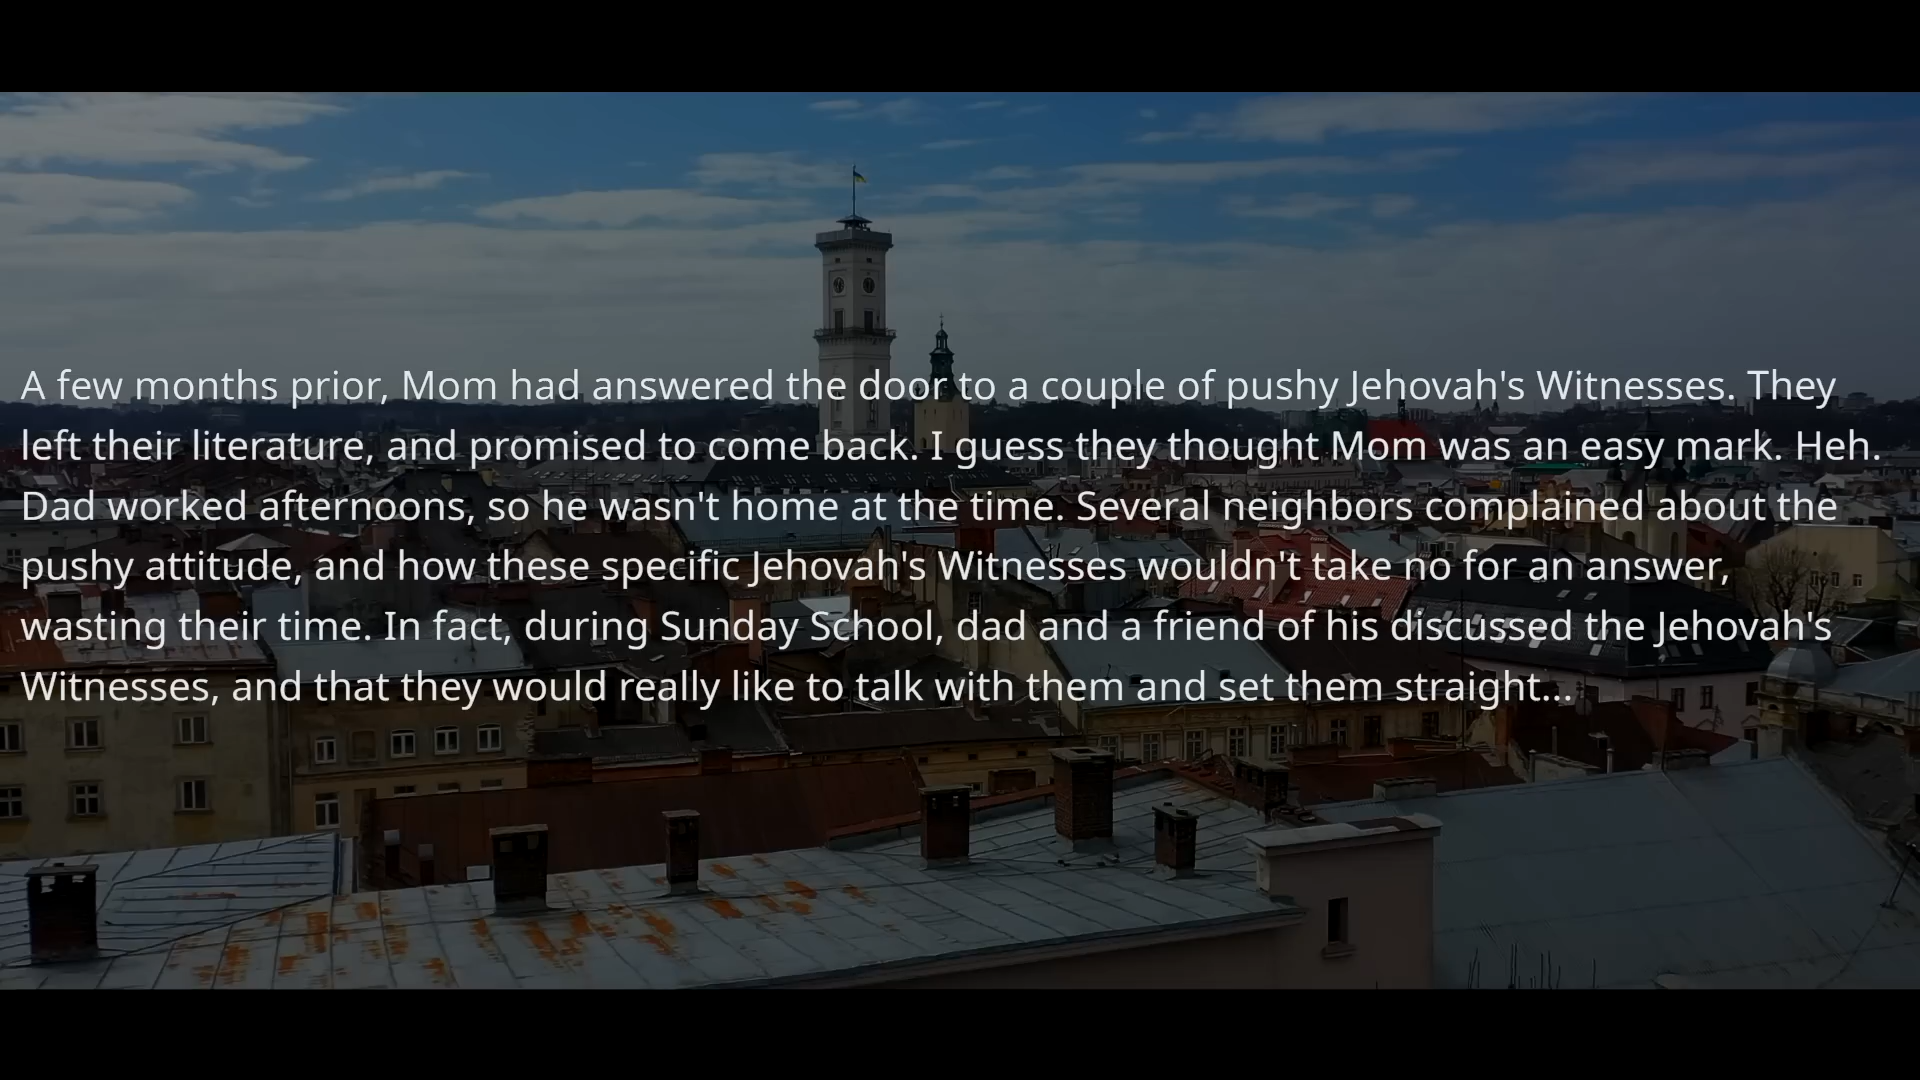 A few months prior, Mom had answered the door to a couple of pushy Jehovah's Witnesses. They
left their literature, and promised to come back. I guess they thought Mom was an easy mark. Heh.
Dad worked afternoons, so he wasn't home at the time. Several neighbors complained about the
pushy attitude, and how these specific Jehovah's Witnesses wouldn't take no for an answer,
wasting their time. In fact, during Sunday School, dad and a friend of his discussed the Jehovah's
Witnesses, and that they would really like to talk with them and set them straight...